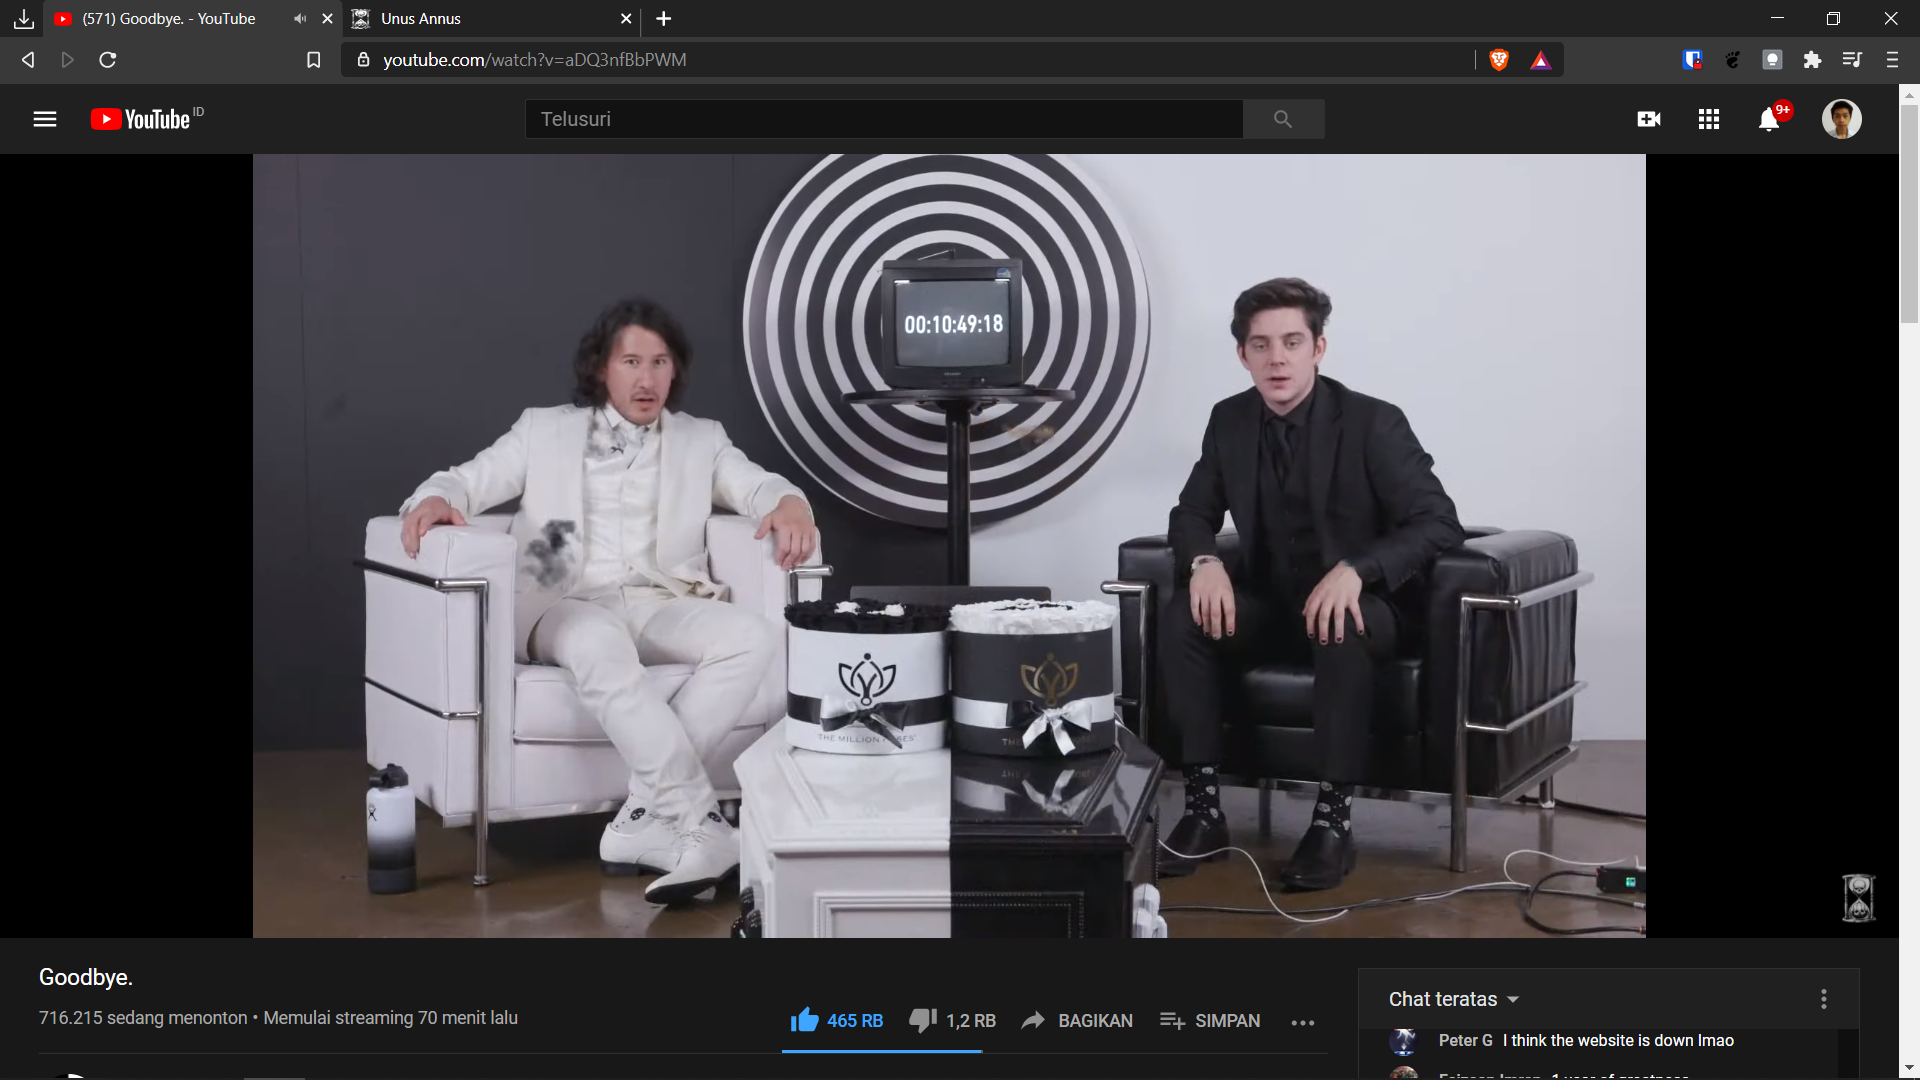 (571) Goodbye. - YouTube
Unus Annus
youtube.com/watch?v=aDQ3nfBbPWM
YouTube ID
Telusuri
9+
00:10:49:18
THE MILLION
Goodbye.
716.215 sedang menonton • Memulai streaming 70 menit lalu
465 RB
1,2 RB
BAGIKAN
SIMPAN
Chat teratas
Peter G I think the website is down lmao